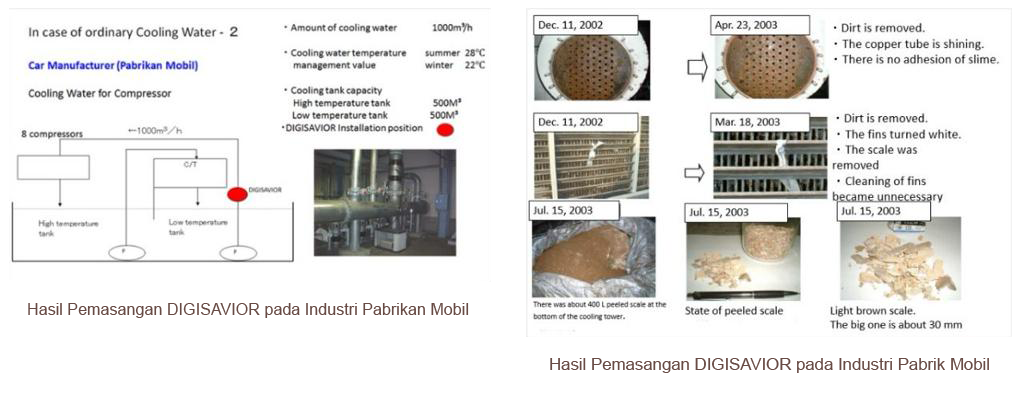 In case of ordinary Cooling Water - 2
Car Manufacturer (Pabrikan Mobil)
Cooling Water for Compressor
・Amount of cooling water 1000m³/h
・Cooling water temperature summer 28℃
management value winter 22℃
・Cooling tank capacity
High temperature tank 500M³
Low temperature tank 500M³
・DIGISAVIOR Installation position
8 compressors
←1000m³／h
C/T
DIGISAVIOR
High temperature
tank
Low temperature
tank
P
P
Hasil Pemasangan DIGISAVIOR pada Industri Pabrikan Mobil
Dec. 11, 2002
Apr. 23, 2003
・Dirt is removed.
・The copper tube is shining.
・There is no adhesion of slime.
Dec. 11, 2002
Mar. 18, 2003
・Dirt is removed.
・The fins turned white.
・The scale was
removed
・Cleaning of fins
became unnecessary
Jul. 15, 2003
Jul. 15, 2003
Jul. 15, 2003
There was about 400 L peeled scale at the
bottom of the cooling tower.
State of peeled scale
Light brown scale.
The big one is about 30 mm
Hasil Pemasangan DIGISAVIOR pada Industri Pabrik Mobil